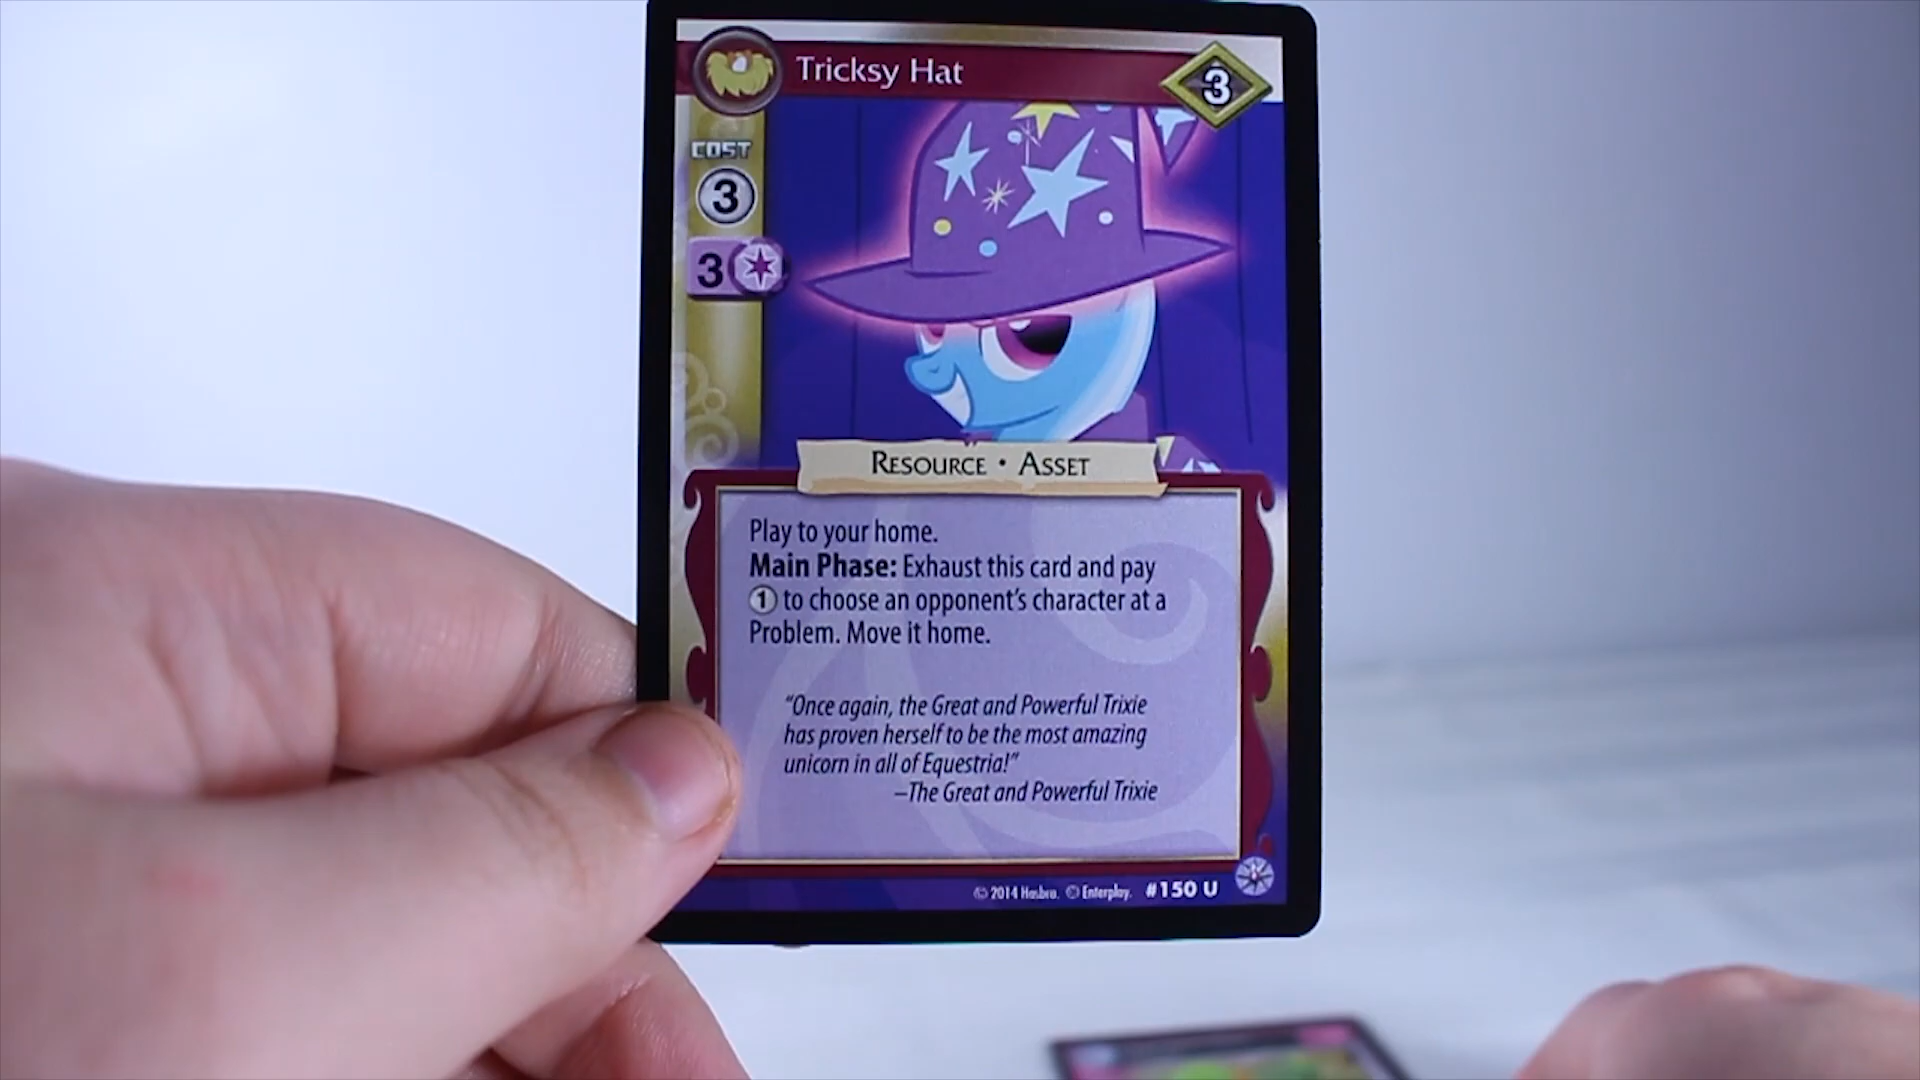 Tricksy Hat
3
COST
3
3
RESOURCE • ASSET
Play to your home.
Main Phase: Exhaust this card and pay
1 to choose an opponent's character at a
Problem. Move it home.
“Once again, the Great and Powerful Trixie
has proven herself to be the most amazing
unicorn in all of Equestria!”
–The Great and Powerful Trixie
© 2014 Hasbro. © Enterplay. #150 U